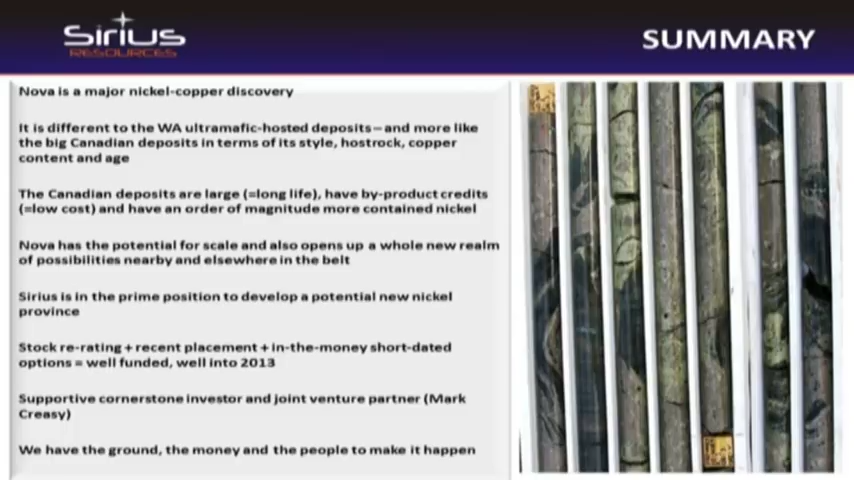 Sirius
RESOURCES
SUMMARY
Nova is a major nickel-copper discovery
It is different to the WA ultramafic-hosted deposits – and more like
the big Canadian deposits in terms of its style, hostrock, copper
content and age
The Canadian deposits are large (=long life), have by-product credits
(=low cost) and have an order of magnitude more contained nickel
Nova has the potential for scale and also opens up a whole new realm
of possibilities nearby and elsewhere in the belt
Sirius is in the prime position to develop a potential new nickel
province
Stock re-rating + recent placement + in-the-money short-dated
options = well funded, well into 2013
Supportive cornerstone investor and joint venture partner (Mark
Creasy)
We have the ground, the money and the people to make it happen